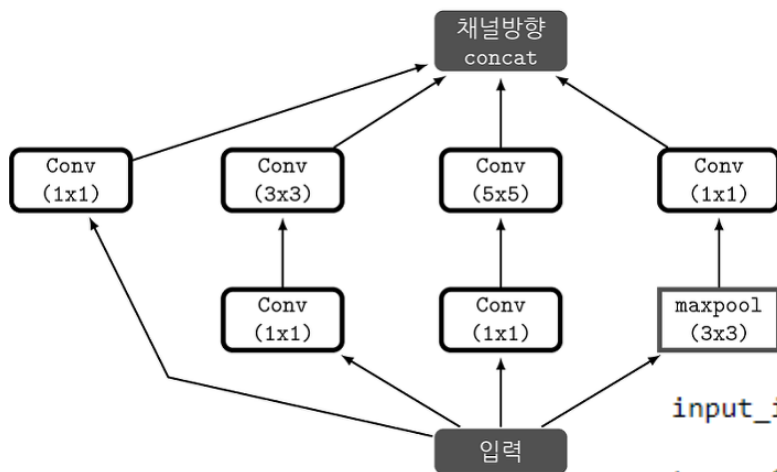 채널방향
concat
Conv
(1x1)
Conv
(3x3)
Conv
(5x5)
Conv
(1x1)
Conv
(1x1)
Conv
(1x1)
maxpool
(3x3)
입력